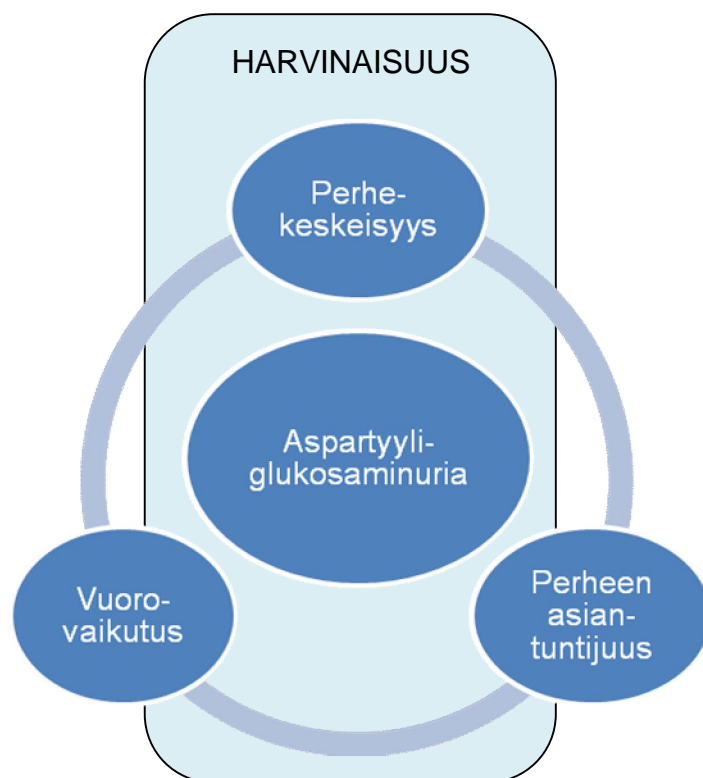 HARVINAISUUS
Perhe-
keskeisyys
Aspartyyli-
glukosaminuria
Vuoro-
vaikutus
Perheen
asian-
tuntijuus